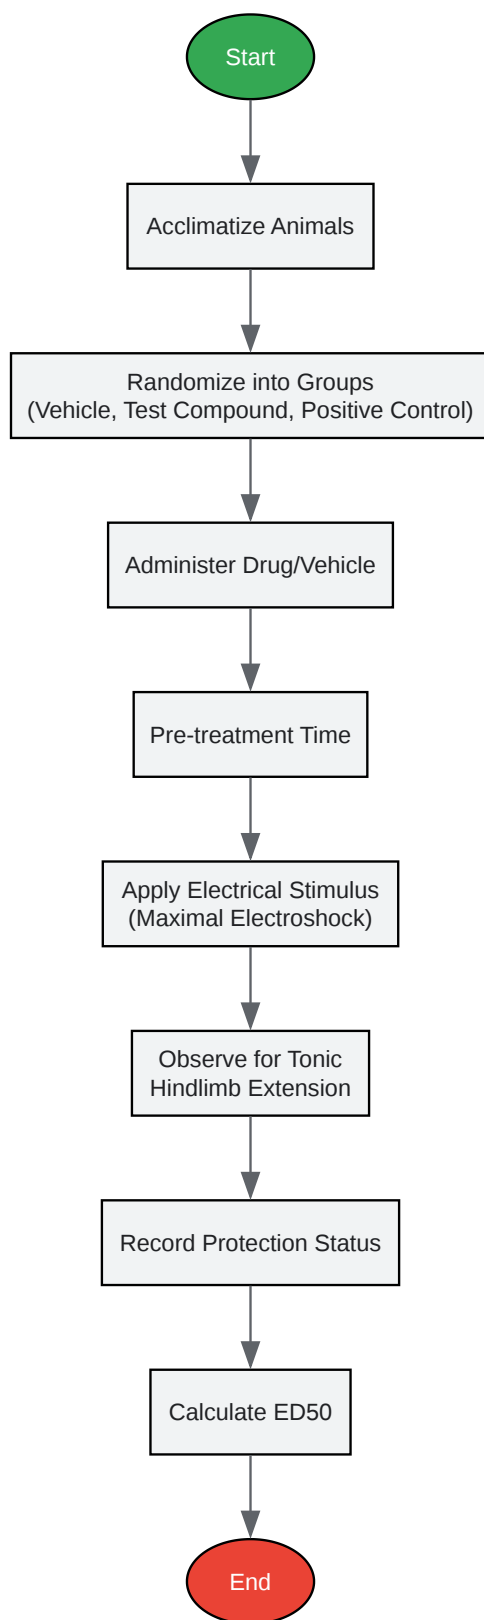 Start
Acclimatize Animals
Randomize into Groups
(Vehicle, Test Compound, Positive Control)
Administer Drug/Vehicle
Pre-treatment Time
Apply Electrical Stimulus
(Maximal Electroshock)
Observe for Tonic
Hindlimb Extension
Record Protection Status
Calculate ED50
End